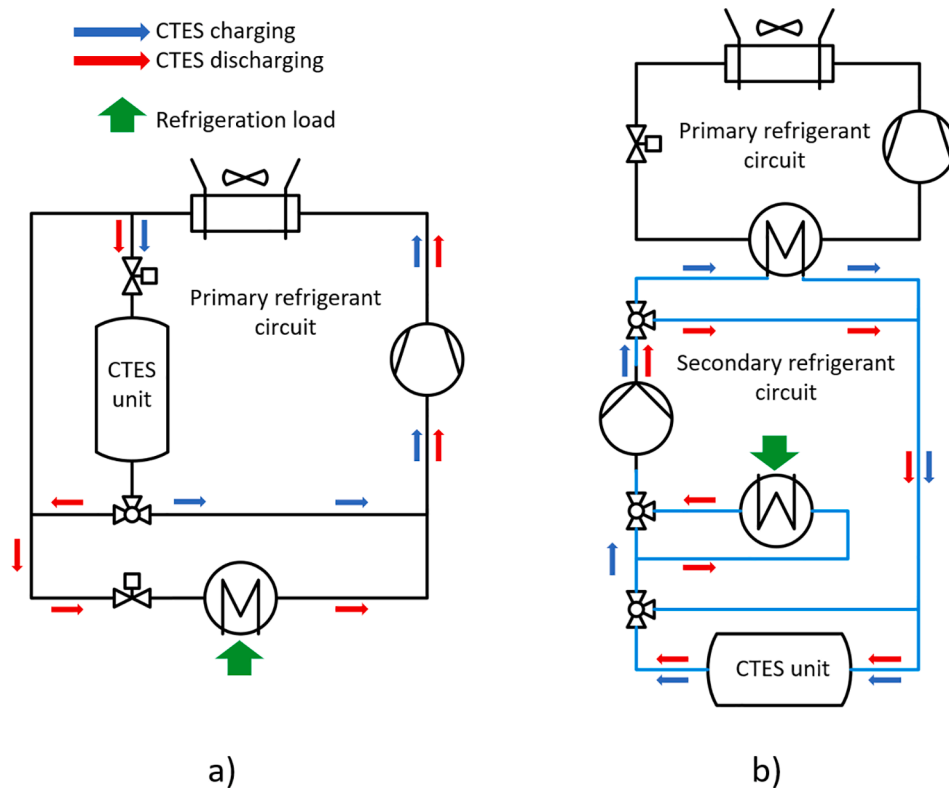 CTES charging
CTES discharging
Refrigeration load
Primary refrigerant
circuit
CTES
unit
a)
Primary refrigerant
circuit
Secondary refrigerant
circuit
CTES unit
b)